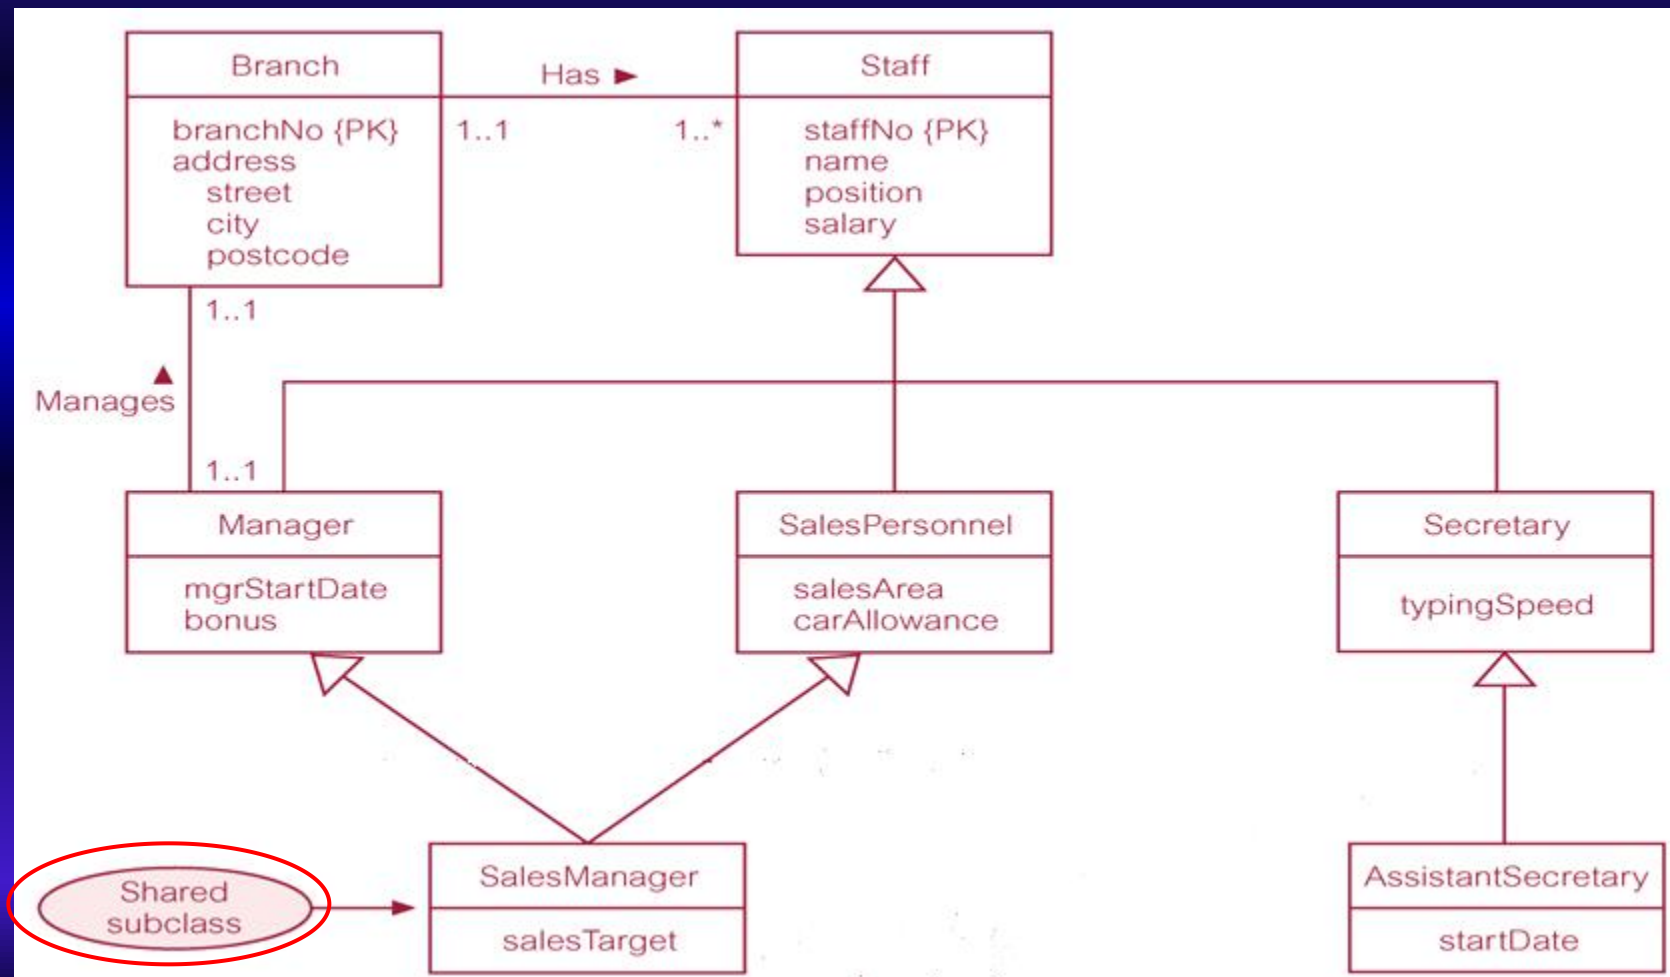 Branch
branchNo {PK}
address
street
city
postcode
Has ►
1..1
1..*
Staff
staffNo {PK}
name
position
salary
1..1
▲
Manages
1..1
Manager
mgrStartDate
bonus
SalesPersonnel
salesArea
carAllowance
Secretary
typingSpeed
Shared
subclass
SalesManager
salesTarget
AssistantSecretary
startDate